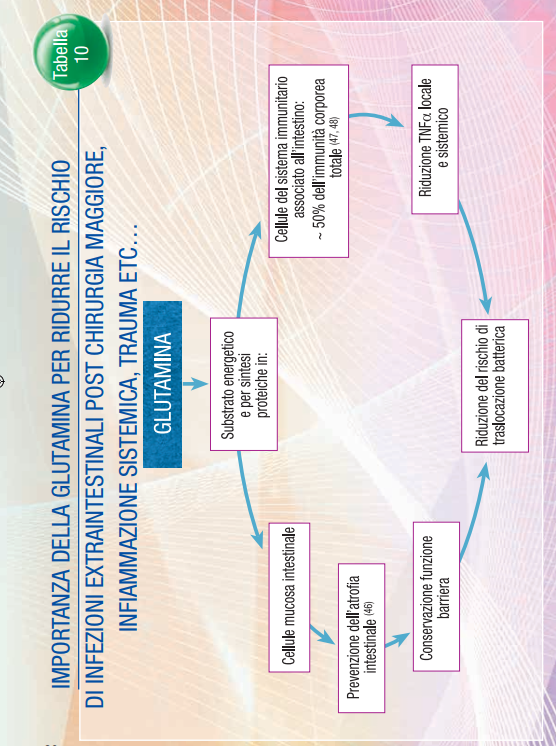 Tabella
10
IMPORTANZA DELLA GLUTAMINA PER RIDURRE IL RISCHIO
DI INFEZIONI EXTRAINTESTINALI POST CHIRURGIA MAGGIORE,
INFIAMMAZIONE SISTEMICA, TRAUMA ETC…
GLUTAMINA
Substrato energetico
e per sintesi
proteiche in:
Cellule mucosa intestinale
Prevenzione dell'atrofia
intestinale (46)
Conservazione funzione
barriera
Cellule del sistema immunitario
associato all'intestino:
~ 50% dell'immunità corporea
totale (47, 48)
Riduzione TNFα locale
e sistemico
Riduzione del rischio di
traslocazione batterica